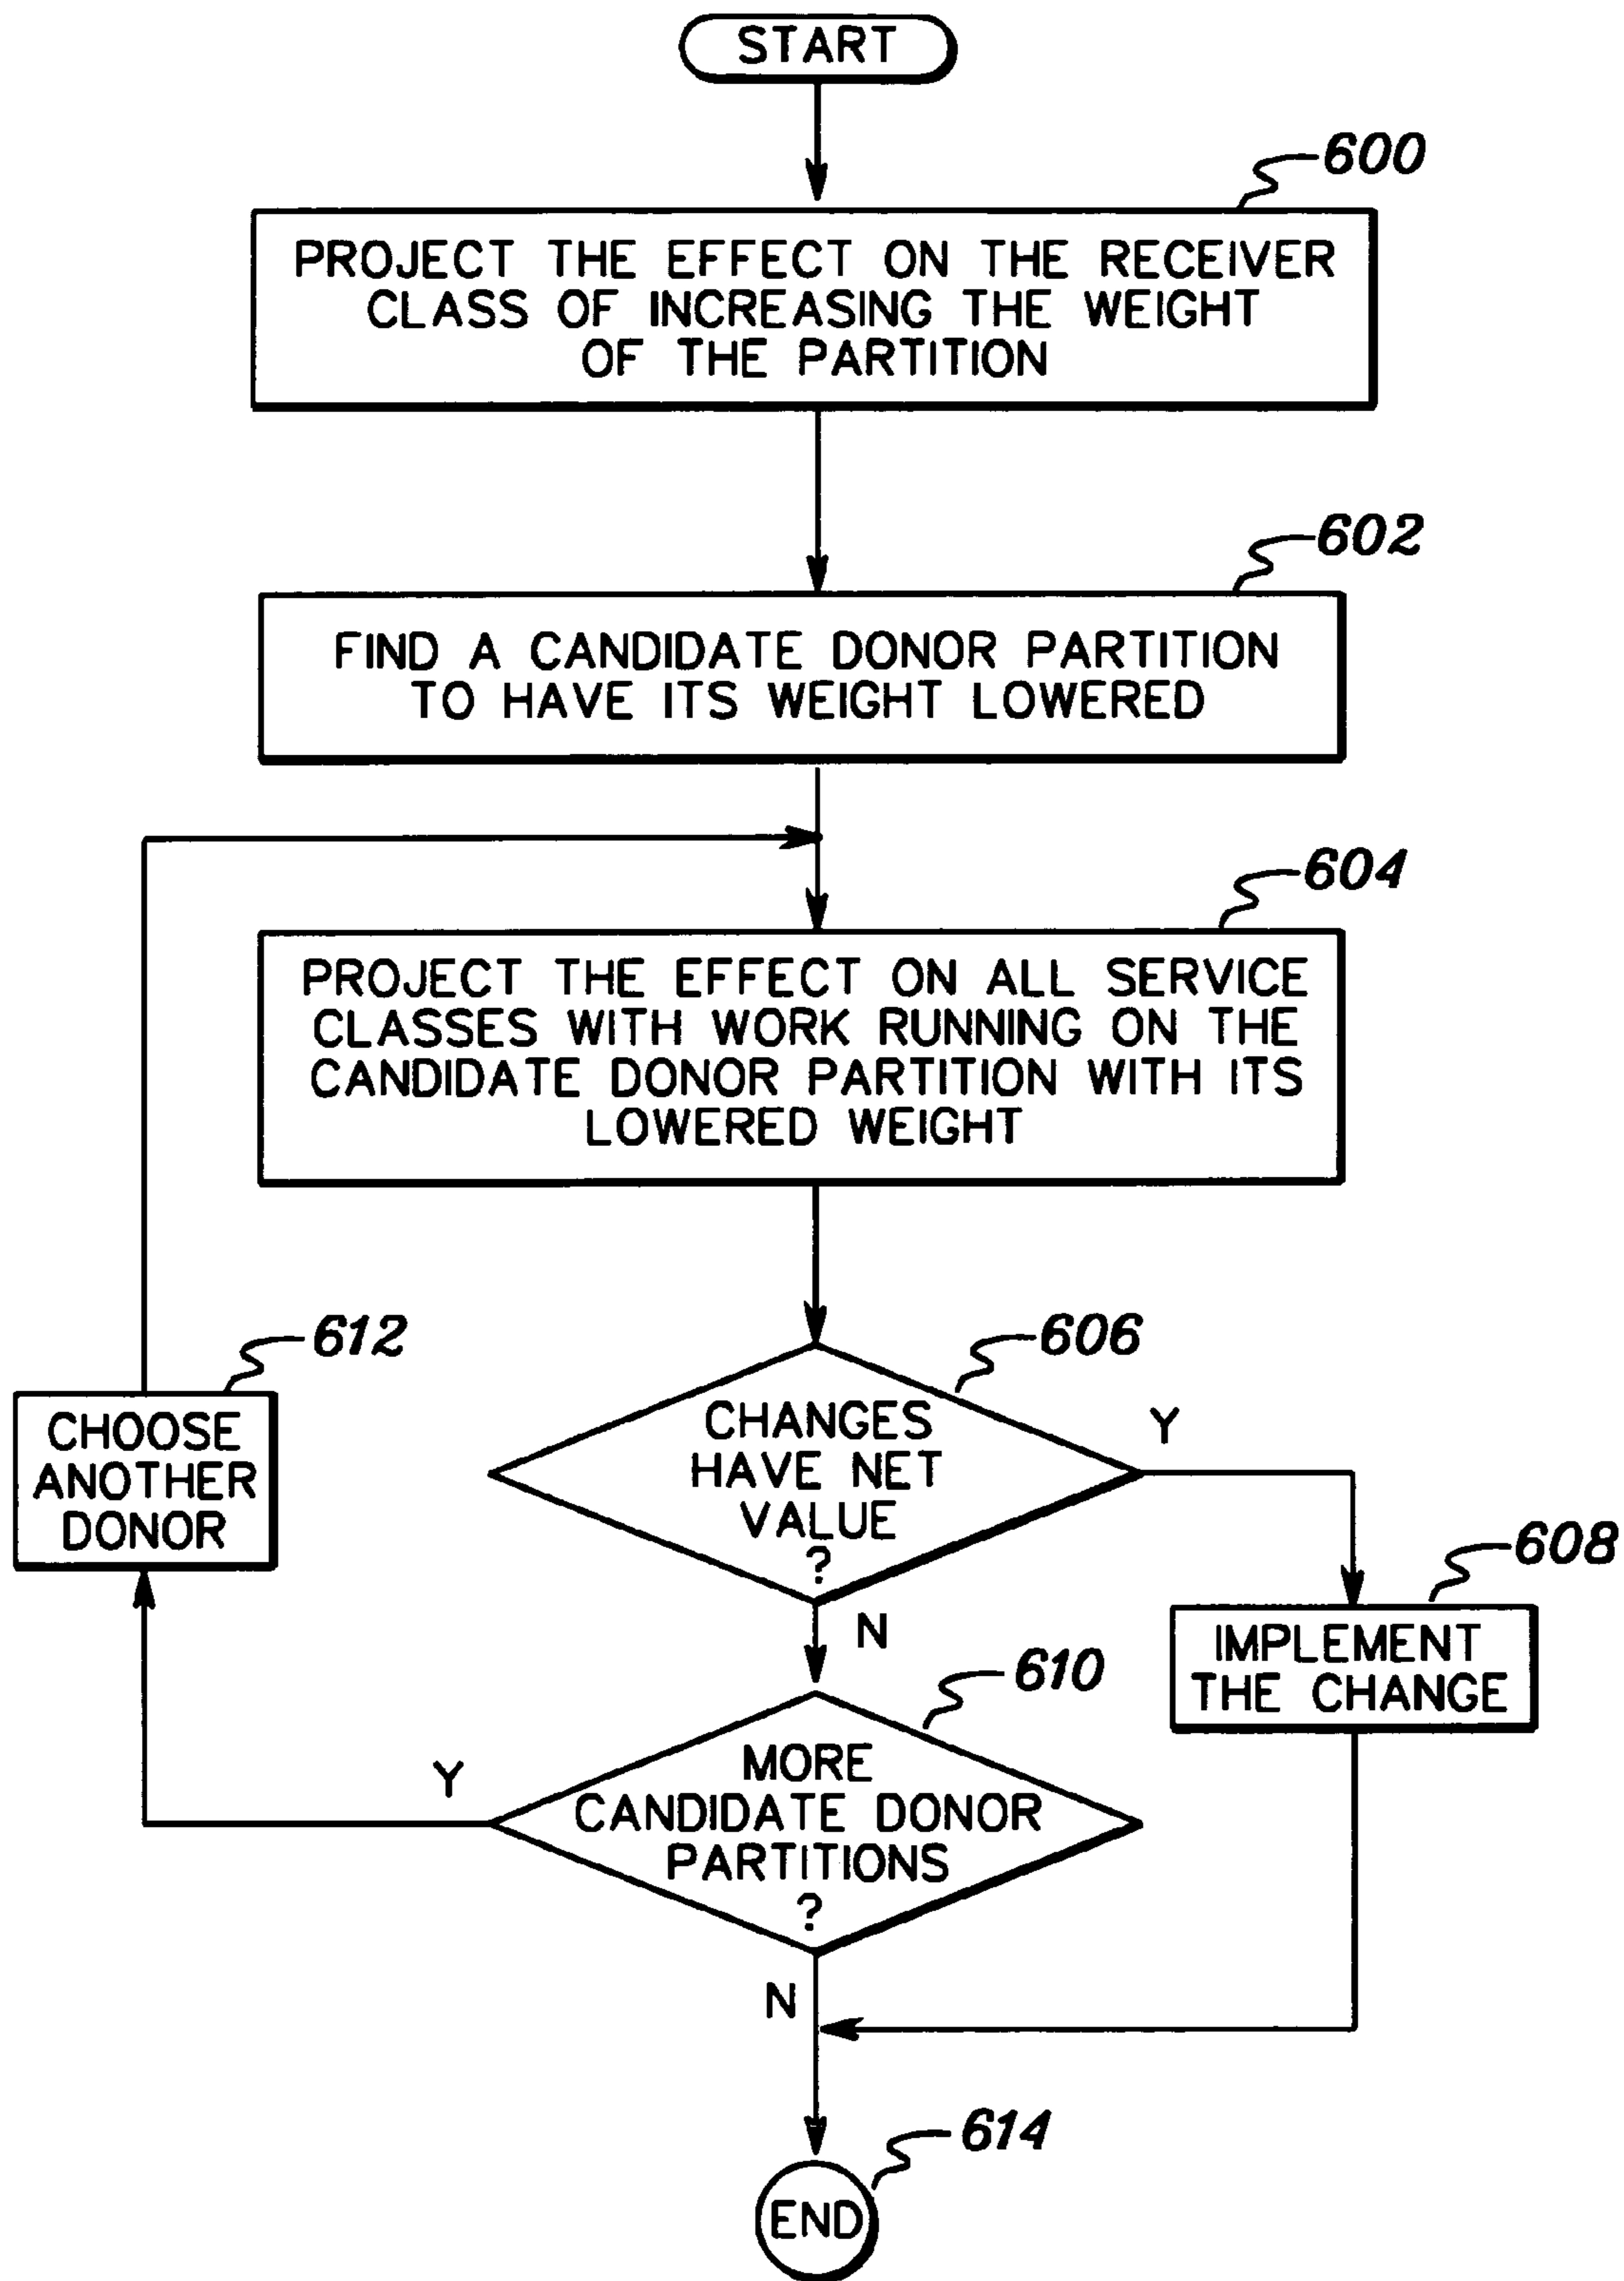 START
600
PROJECT THE EFFECT ON THE RECEIVER
CLASS OF INCREASING THE WEIGHT
OF THE PARTITION
602
FIND A CANDIDATE DONOR PARTITION
TO HAVE ITS WEIGHT LOWERED
604
PROJECT THE EFFECT ON ALL SERVICE
CLASSES WITH WORK RUNNING ON THE
CANDIDATE DONOR PARTITION WITH ITS
LOWERED WEIGHT
606
CHANGES
HAVE NET
VALUE
?
Y
N
608
IMPLEMENT
THE CHANGE
610
MORE
CANDIDATE DONOR
PARTITIONS
?
Y
N
612
CHOOSE
ANOTHER
DONOR
614
END